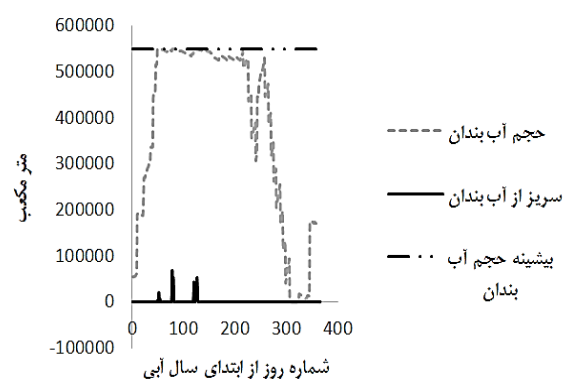 600000
500000
400000
300000
200000
100000
0
-100000
متر مکعب
0 100 200 300 400
شماره روز از ابتدای سال آبی
حجم آب بندان
سریز از آب بندان
بیشینه حجم آب
بندان